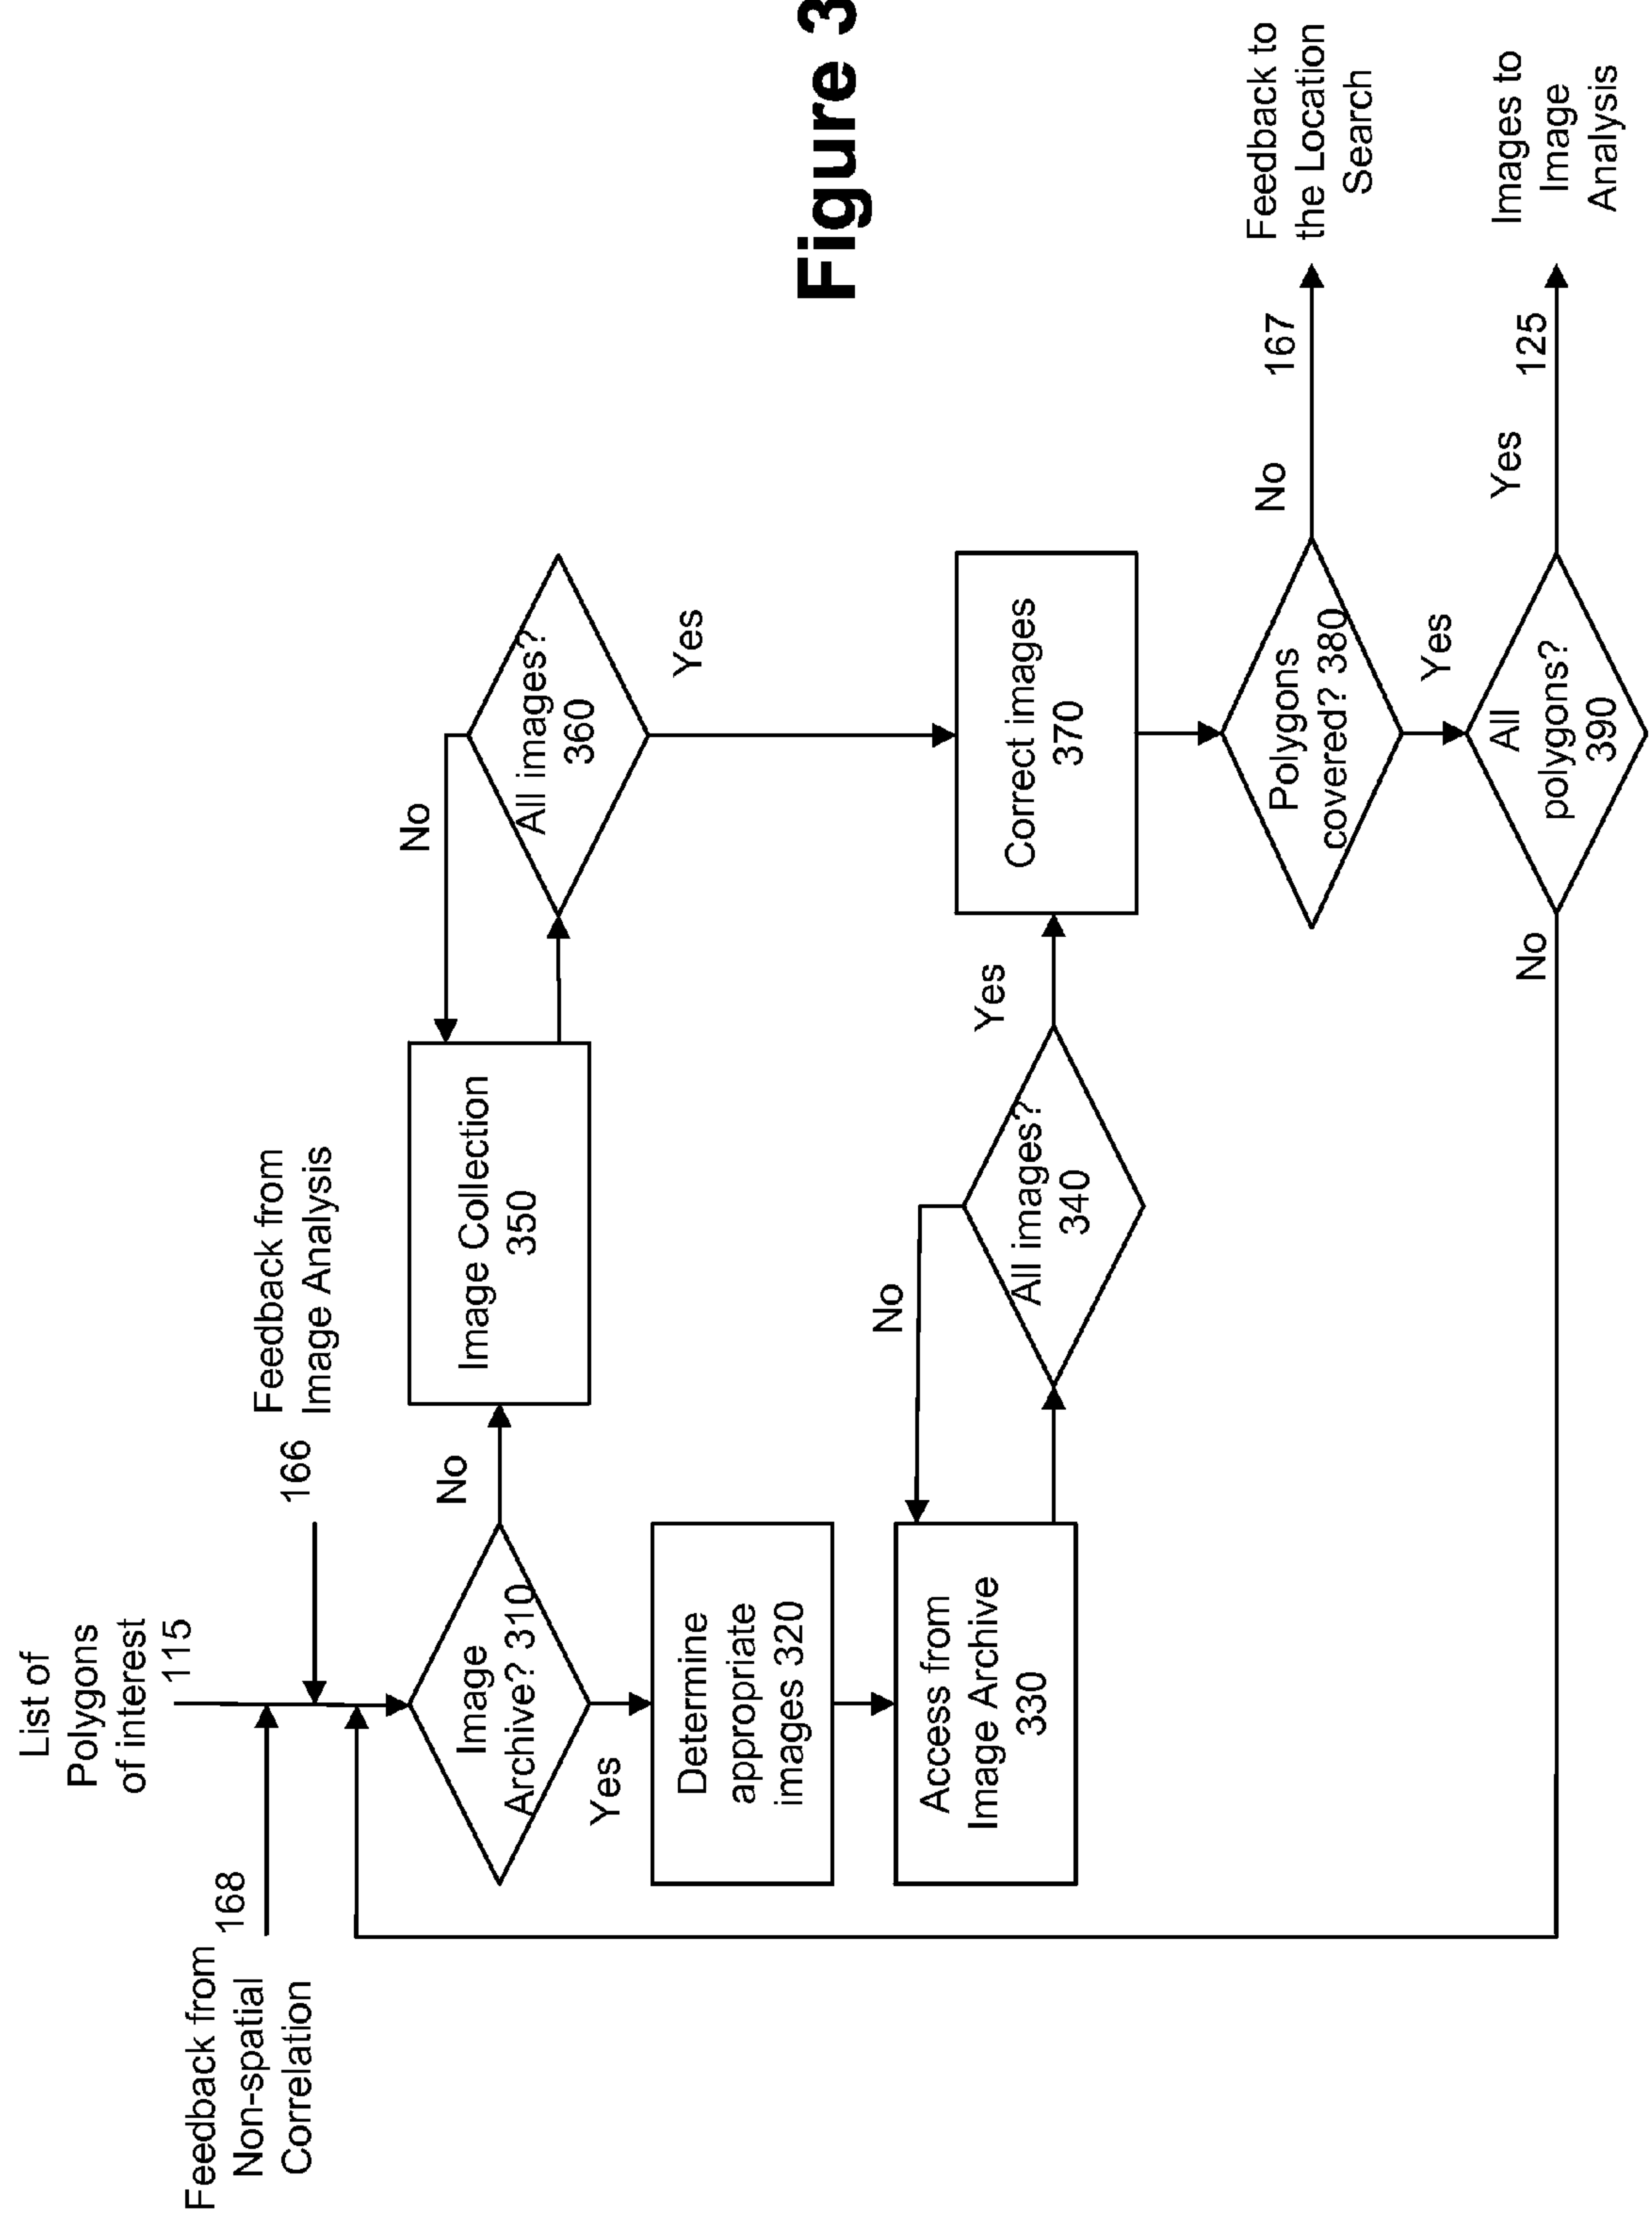 List of
Polygons
of interest
115
Feedback from
Non-spatial
Correlation
168
166
Feedback from
Image Analysis
Image
Archive? 310
No
Yes
Image Collection
350
No
All images?
360
Yes
Determine
appropriate
images 320
Access from
Image Archive
330
No
All images?
340
Yes
Correct images
370
Polygons
covered? 380
No
167
Feedback to
the Location
Search
Yes
All
polygons?
390
No
Yes
125
Images to
Image
Analysis
Figure 3